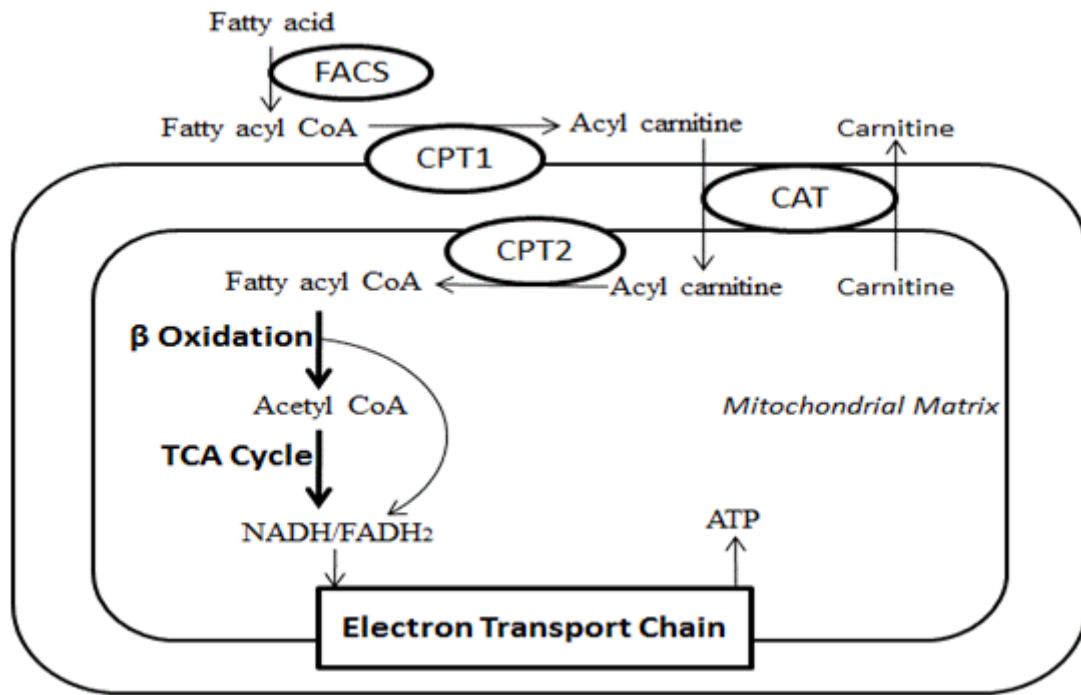 Fatty acid
FACS
Fatty acyl CoA
Acyl carnitine
Carnitine
CPT1
CAT
CPT2
Fatty acyl CoA
Acyl carnitine
Carnitine
β Oxidation
Acetyl CoA
Mitochondrial Matrix
TCA Cycle
NADH/FADH₂
ATP
Electron Transport Chain